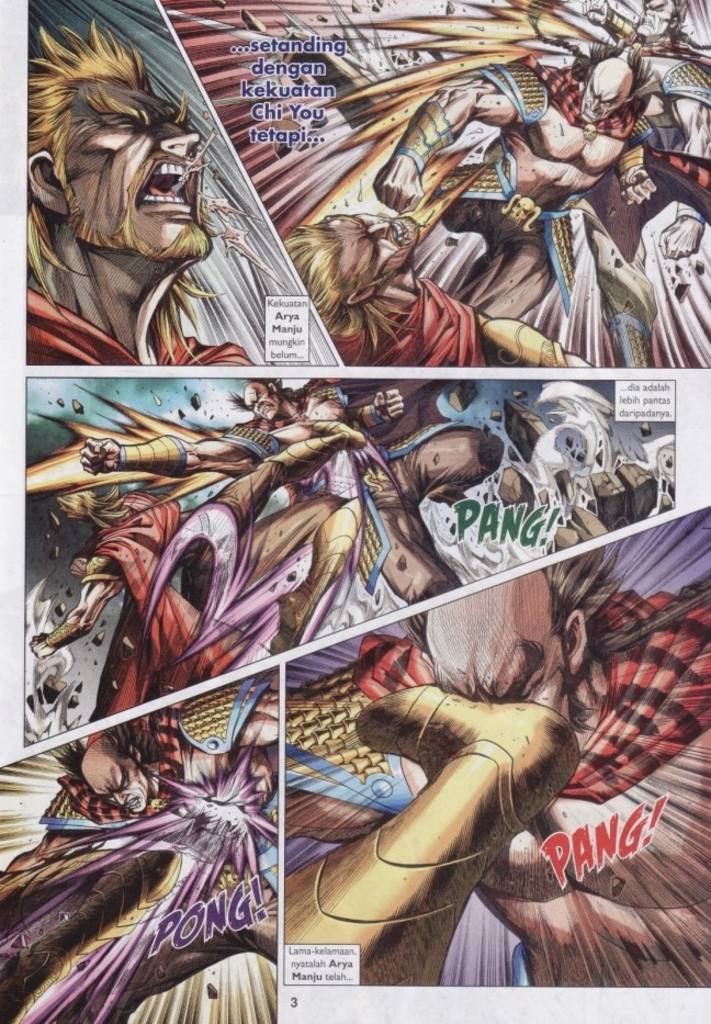 Kekuatan
Arya
Manju
mungkin
belum...
...setanding
dengan
kekuatan
Chi You
tetapi...
...dia adalah
lebih pantas
daripadanya.
PANG!
PONG!
PANG!
Lama-kelamaan,
nyatalah Arya
Manju telah...
3